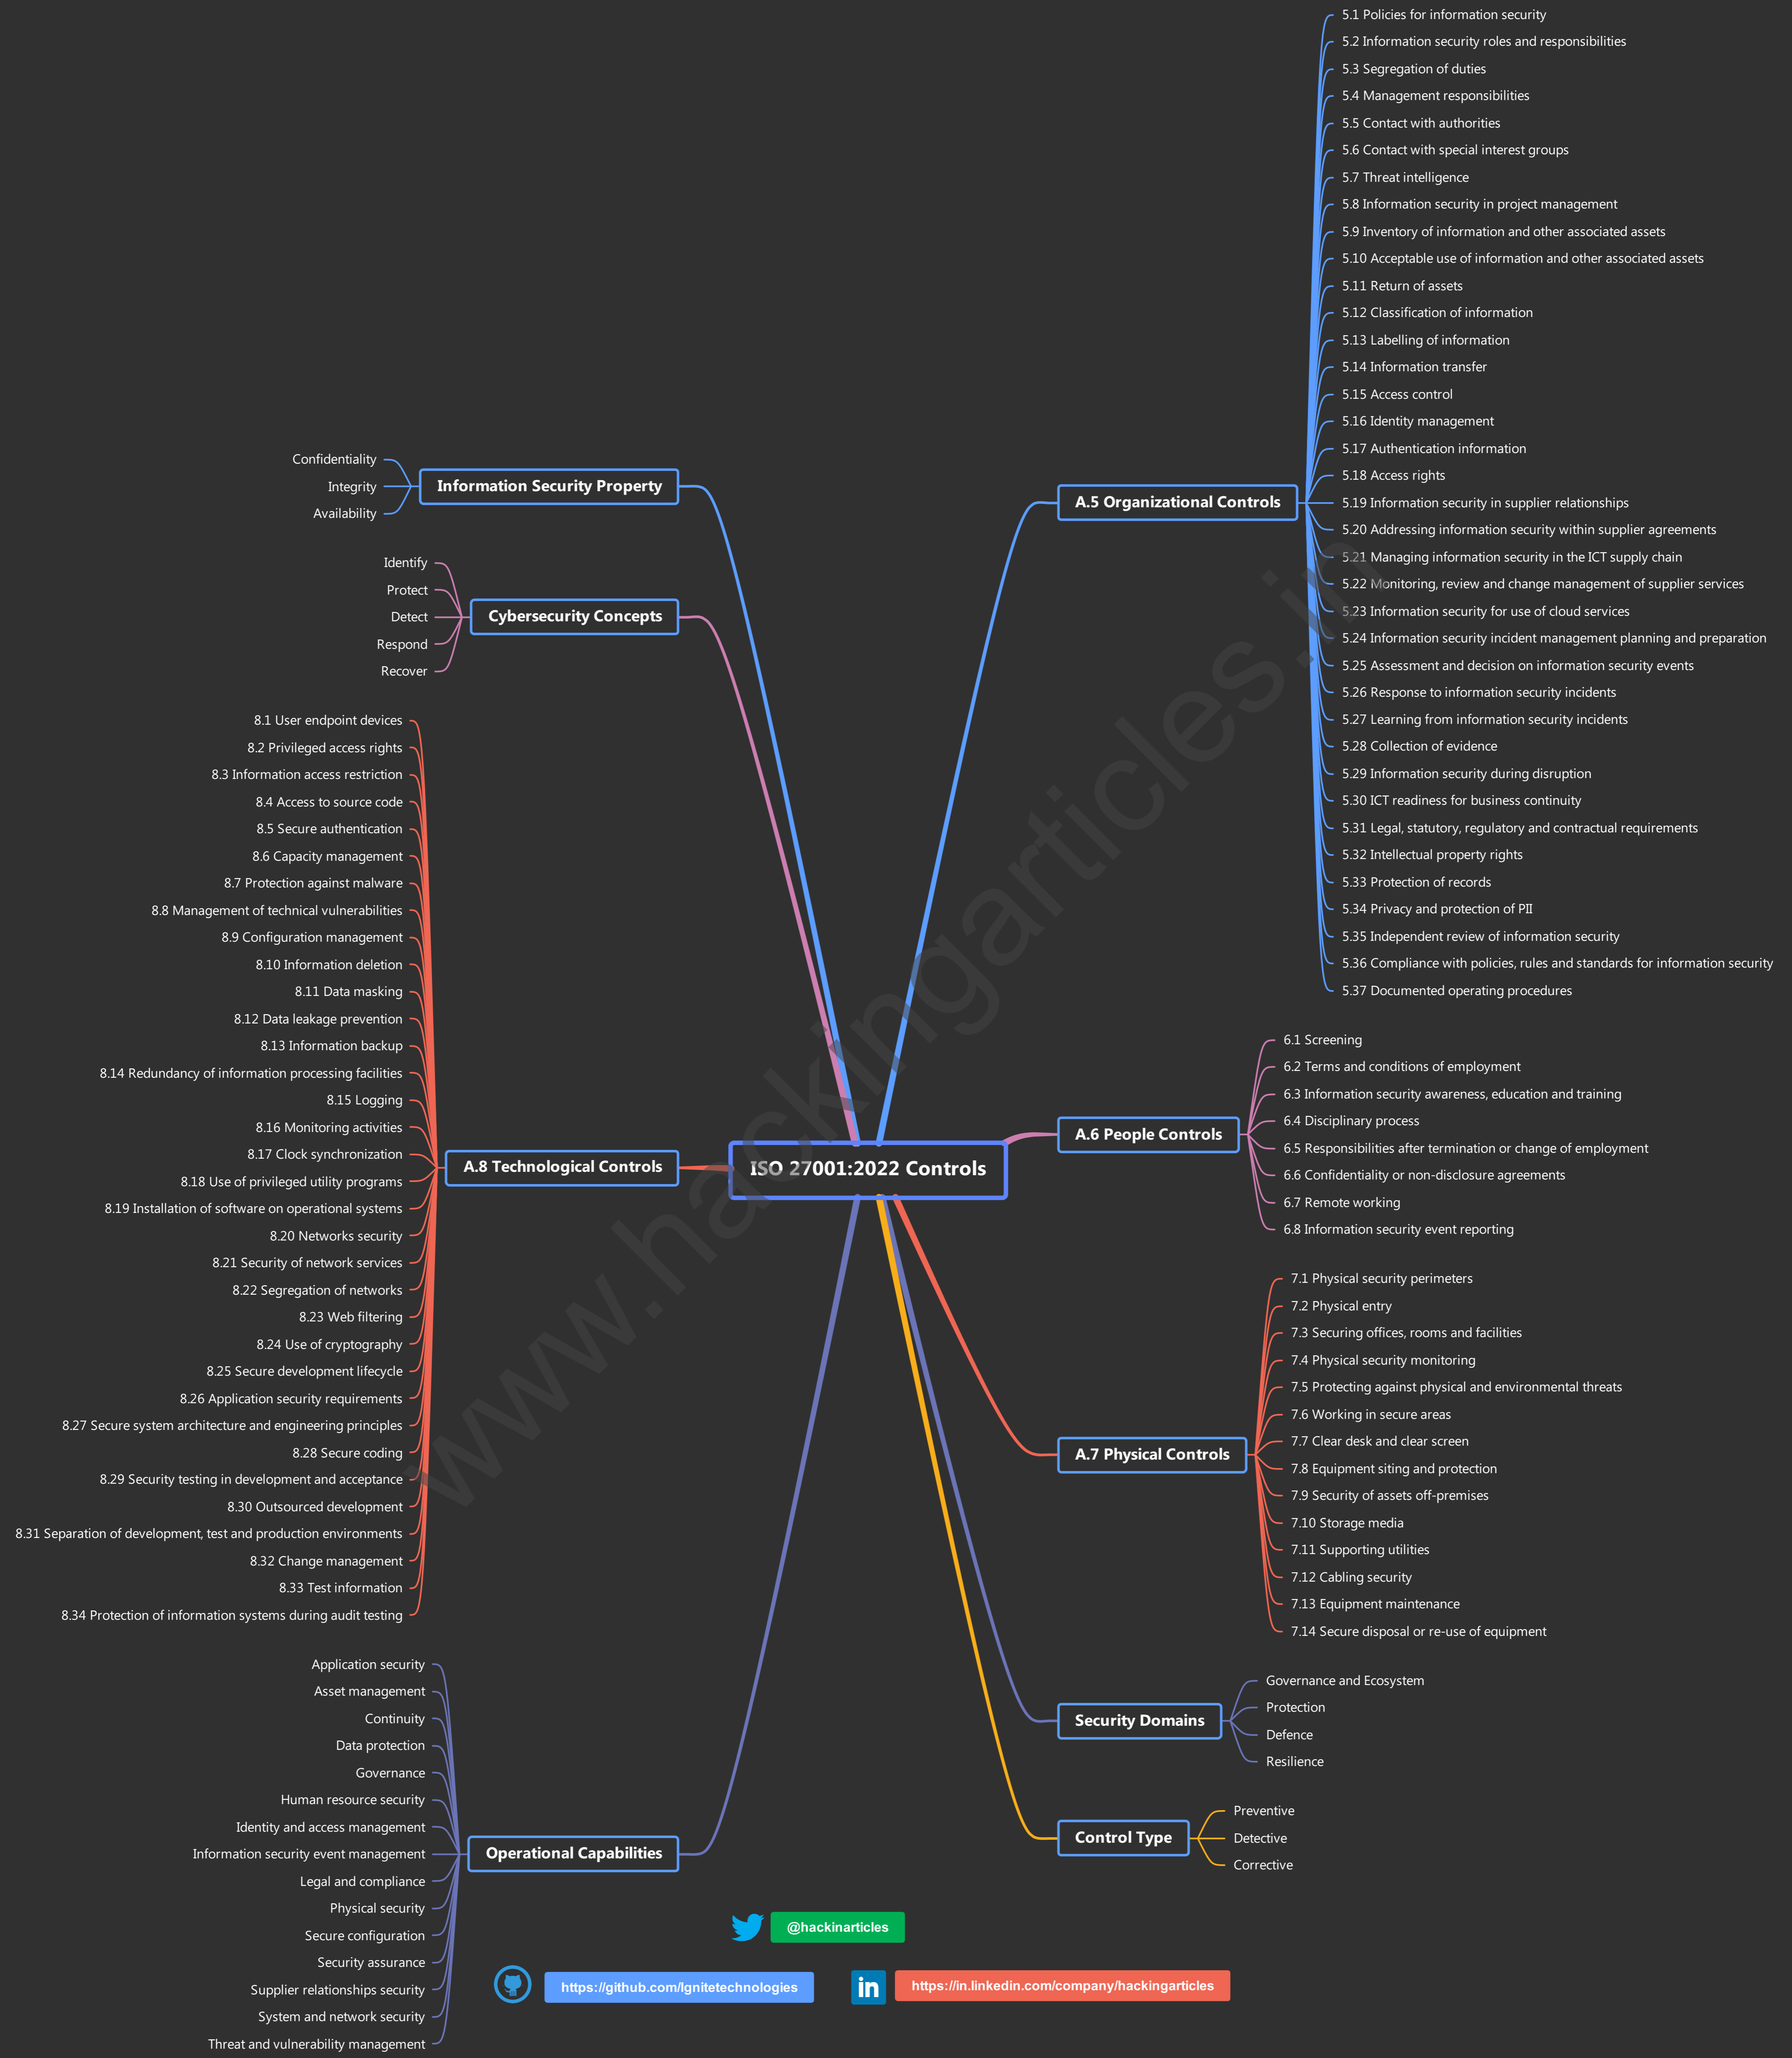 ISO 27001:2022 Controls
A.5 Organizational Controls
5.1 Policies for information security
5.2 Information security roles and responsibilities
5.3 Segregation of duties
5.4 Management responsibilities
5.5 Contact with authorities
5.6 Contact with special interest groups
5.7 Threat intelligence
5.8 Information security in project management
5.9 Inventory of information and other associated assets
5.10 Acceptable use of information and other associated assets
5.11 Return of assets
5.12 Classification of information
5.13 Labelling of information
5.14 Information transfer
5.15 Access control
5.16 Identity management
5.17 Authentication information
5.18 Access rights
5.19 Information security in supplier relationships
5.20 Addressing information security within supplier agreements
5.21 Managing information security in the ICT supply chain
5.22 Monitoring, review and change management of supplier services
5.23 Information security for use of cloud services
5.24 Information security incident management planning and preparation
5.25 Assessment and decision on information security events
5.26 Response to information security incidents
5.27 Learning from information security incidents
5.28 Collection of evidence
5.29 Information security during disruption
5.30 ICT readiness for business continuity
5.31 Legal, statutory, regulatory and contractual requirements
5.32 Intellectual property rights
5.33 Protection of records
5.34 Privacy and protection of PII
5.35 Independent review of information security
5.36 Compliance with policies, rules and standards for information security
5.37 Documented operating procedures
A.6 People Controls
6.1 Screening
6.2 Terms and conditions of employment
6.3 Information security awareness, education and training
6.4 Disciplinary process
6.5 Responsibilities after termination or change of employment
6.6 Confidentiality or non-disclosure agreements
6.7 Remote working
6.8 Information security event reporting
A.7 Physical Controls
7.1 Physical security perimeters
7.2 Physical entry
7.3 Securing offices, rooms and facilities
7.4 Physical security monitoring
7.5 Protecting against physical and environmental threats
7.6 Working in secure areas
7.7 Clear desk and clear screen
7.8 Equipment siting and protection
7.9 Security of assets off-premises
7.10 Storage media
7.11 Supporting utilities
7.12 Cabling security
7.13 Equipment maintenance
7.14 Secure disposal or re-use of equipment
Security Domains
Governance and Ecosystem
Protection
Defence
Resilience
Control Type
Preventive
Detective
Corrective
Information Security Property
Confidentiality
Integrity
Availability
Cybersecurity Concepts
Identify
Protect
Detect
Respond
Recover
A.8 Technological Controls
8.1 User endpoint devices
8.2 Privileged access rights
8.3 Information access restriction
8.4 Access to source code
8.5 Secure authentication
8.6 Capacity management
8.7 Protection against malware
8.8 Management of technical vulnerabilities
8.9 Configuration management
8.10 Information deletion
8.11 Data masking
8.12 Data leakage prevention
8.13 Information backup
8.14 Redundancy of information processing facilities
8.15 Logging
8.16 Monitoring activities
8.17 Clock synchronization
8.18 Use of privileged utility programs
8.19 Installation of software on operational systems
8.20 Networks security
8.21 Security of network services
8.22 Segregation of networks
8.23 Web filtering
8.24 Use of cryptography
8.25 Secure development lifecycle
8.26 Application security requirements
8.27 Secure system architecture and engineering principles
8.28 Secure coding
8.29 Security testing in development and acceptance
8.30 Outsourced development
8.31 Separation of development, test and production environments
8.32 Change management
8.33 Test information
8.34 Protection of information systems during audit testing
Operational Capabilities
Application security
Asset management
Continuity
Data protection
Governance
Human resource security
Identity and access management
Information security event management
Legal and compliance
Physical security
Secure configuration
Security assurance
Supplier relationships security
System and network security
Threat and vulnerability management
@hackinarticles
https://github.com/Ignitetechnologies
in
https://in.linkedin.com/company/hackingarticles
www.hackingarticles.in